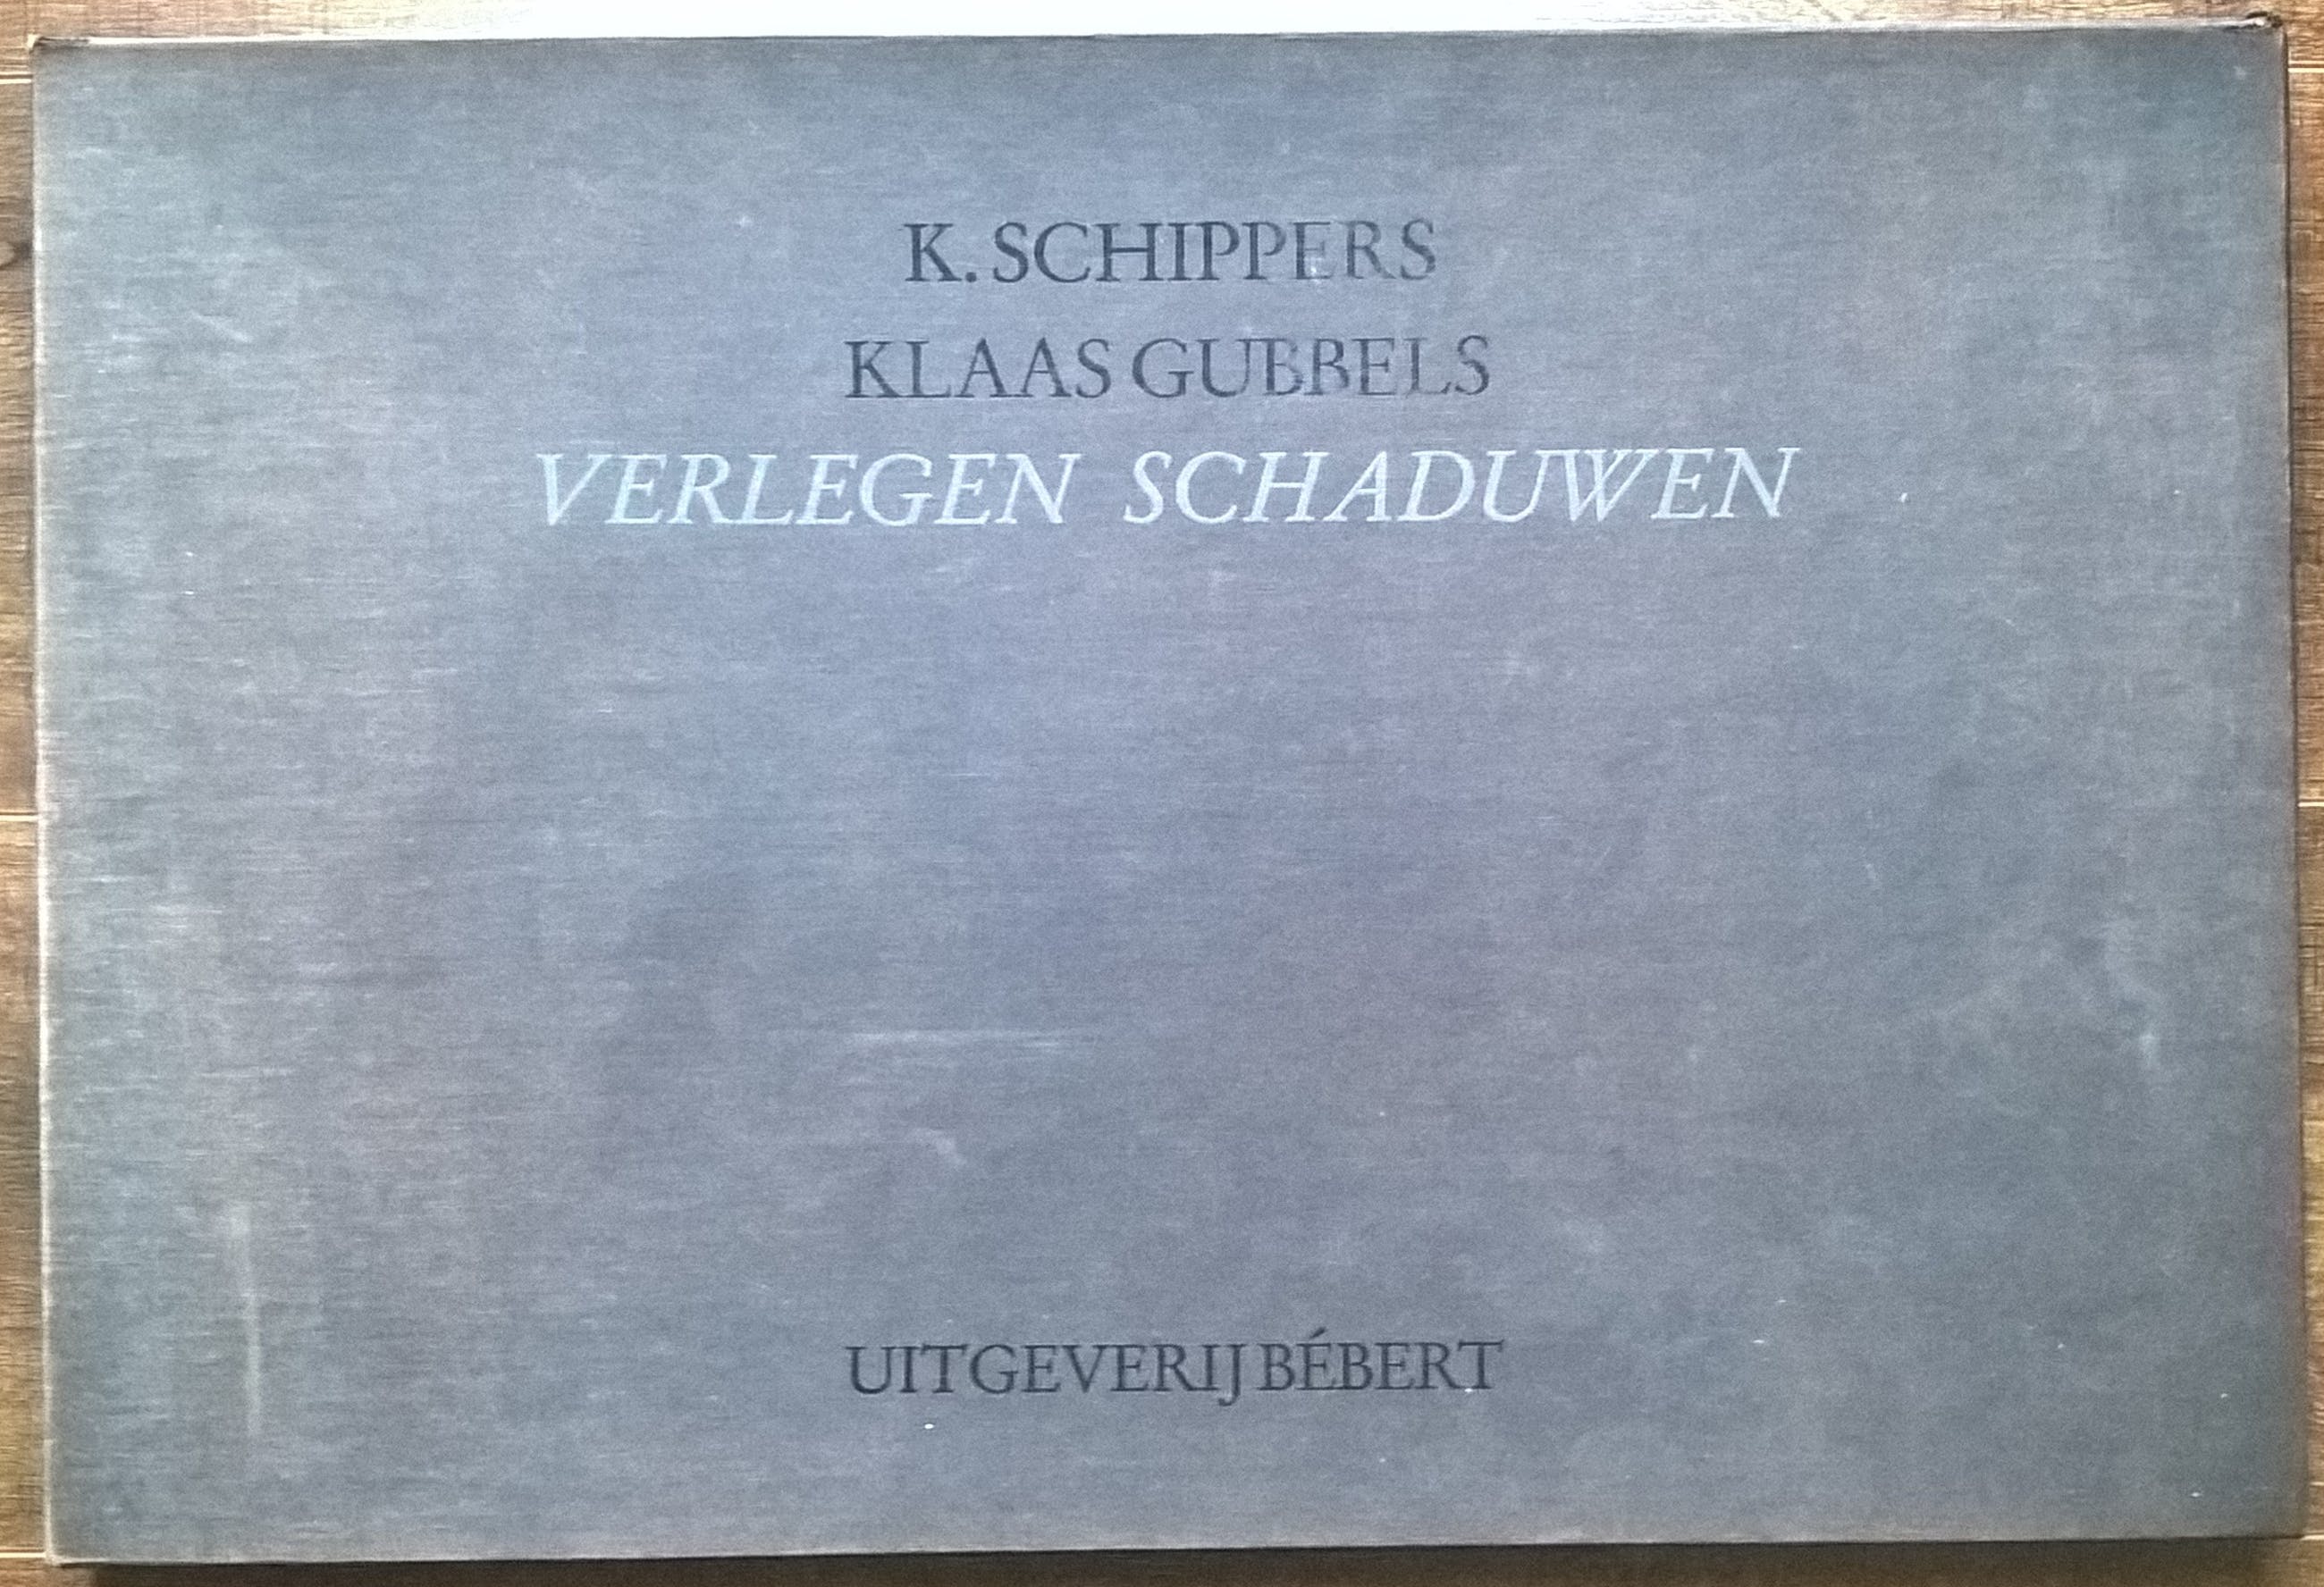 K. SCHIPPERS
KLAAS GUBBELS
VERLEGEN SCHADUWEN
UITGEVERIJ BÉBERT